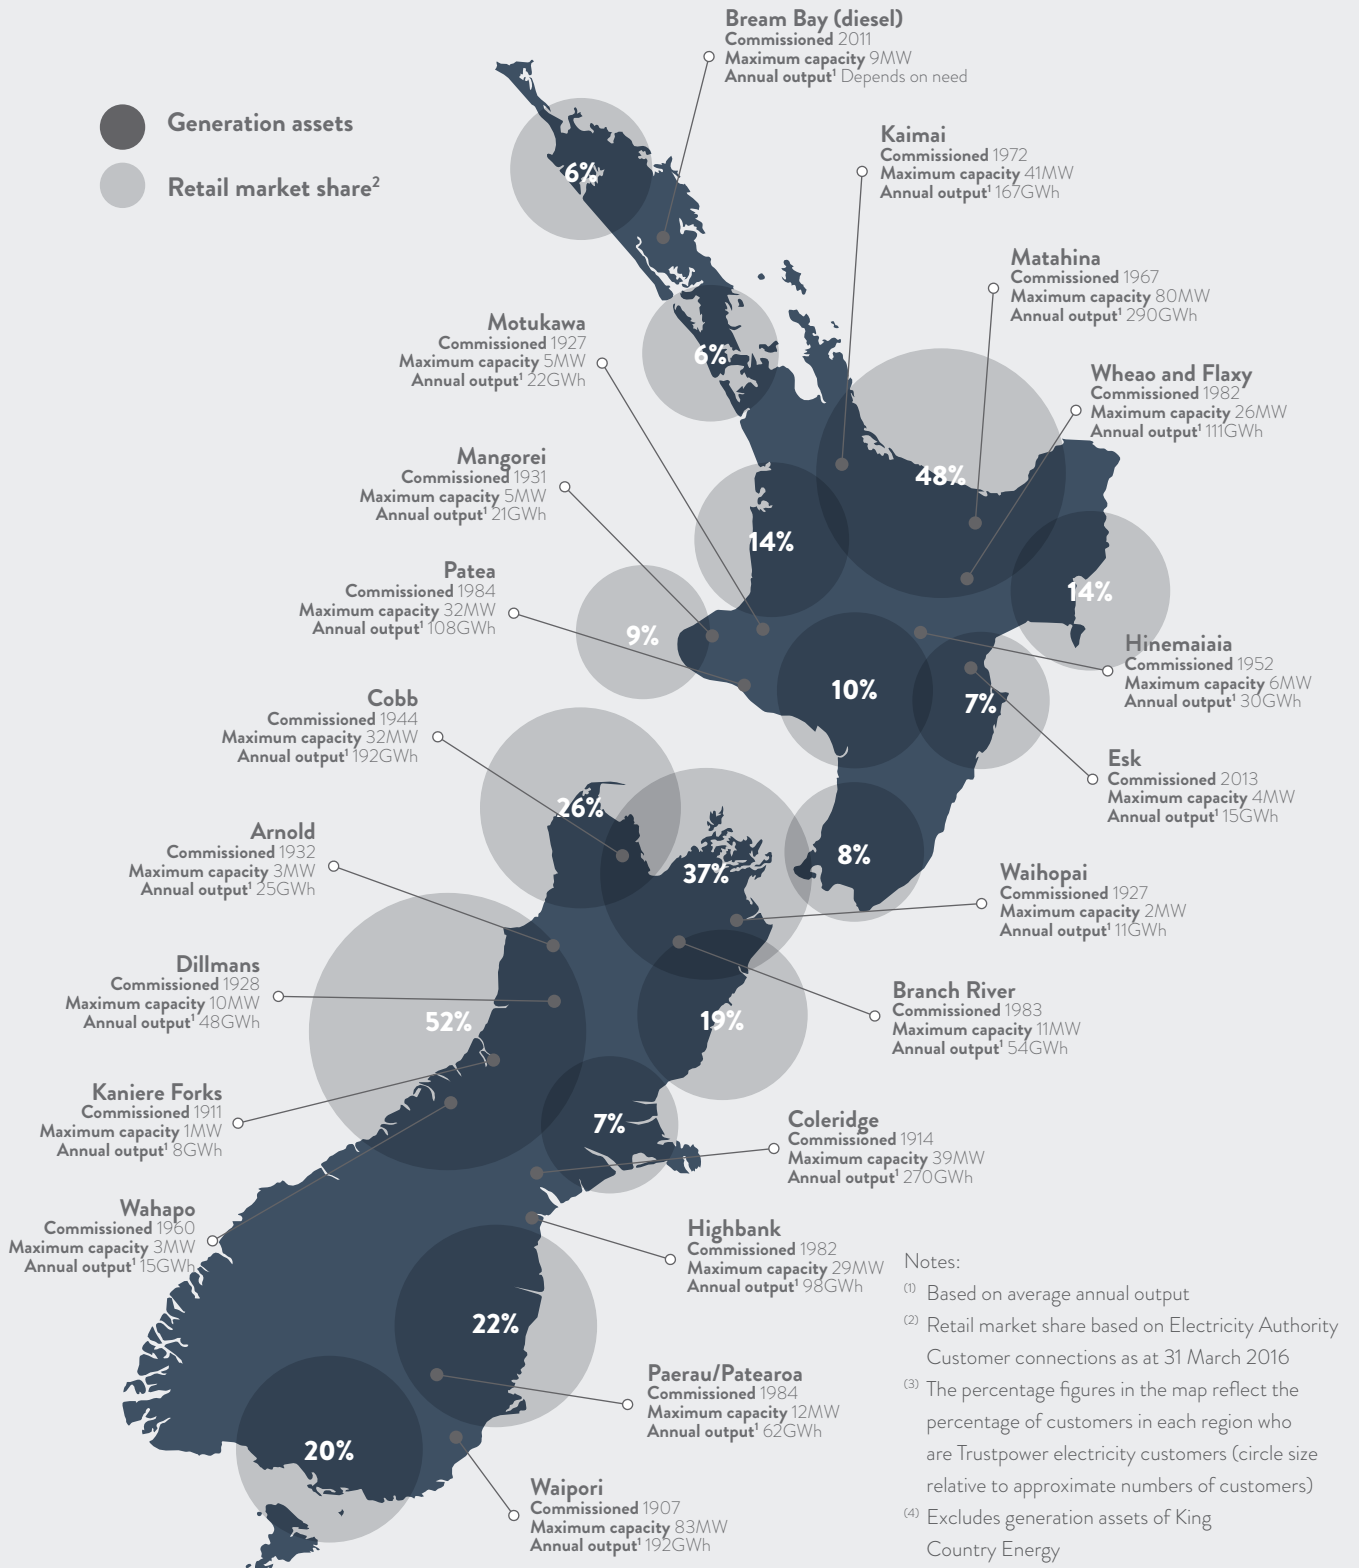 Bream Bay (diesel)
Commissioned 2011
Maximum capacity 9MW
Annual output¹ Depends on need
Generation assets
Retail market share²
Kaimai
Commissioned 1972
Maximum capacity 41MW
Annual output¹ 167GWh
6%
Matahina
Commissioned 1967
Maximum capacity 80MW
Annual output¹ 290GWh
Motukawa
Commissioned 1927
Maximum capacity 5MW
Annual output¹ 22GWh
6%
Wheao and Flaxy
Commissioned 1982
Maximum capacity 26MW
Annual output¹ 111GWh
Mangorei
Commissioned 1931
Maximum capacity 5MW
Annual output¹ 21GWh
48%
14%
Patea
Commissioned 1984
Maximum capacity 32MW
Annual output¹ 108GWh
14%
9%
Hinemaiaia
Commissioned 1952
Maximum capacity 6MW
Annual output¹ 30GWh
10%
7%
Cobb
Commissioned 1944
Maximum capacity 32MW
Annual output¹ 192GWh
Esk
Commissioned 2013
Maximum capacity 4MW
Annual output¹ 15GWh
26%
Arnold
Commissioned 1932
Maximum capacity 3MW
Annual output¹ 25GWh
37%
8%
Waihopai
Commissioned 1927
Maximum capacity 2MW
Annual output¹ 11GWh
Dillmans
Commissioned 1928
Maximum capacity 10MW
Annual output¹ 48GWh
52%
19%
Branch River
Commissioned 1983
Maximum capacity 11MW
Annual output¹ 54GWh
Kaniere Forks
Commissioned 1911
Maximum capacity 1MW
Annual output¹ 8GWh
7%
Coleridge
Commissioned 1914
Maximum capacity 39MW
Annual output¹ 270GWh
Wahapo
Commissioned 1960
Maximum capacity 3MW
Annual output¹ 15GWh
Highbank
Commissioned 1982
Maximum capacity 29MW
Annual output¹ 98GWh
22%
Paerau/Patearoa
Commissioned 1984
Maximum capacity 12MW
Annual output¹ 62GWh
20%
Waipori
Commissioned 1907
Maximum capacity 83MW
Annual output¹ 192GWh
Notes:
(1) Based on average annual output
(2) Retail market share based on Electricity Authority
Customer connections as at 31 March 2016
(3) The percentage figures in the map reflect the
percentage of customers in each region who
are Trustpower electricity customers (circle size
relative to approximate numbers of customers)
(4) Excludes generation assets of King
Country Energy